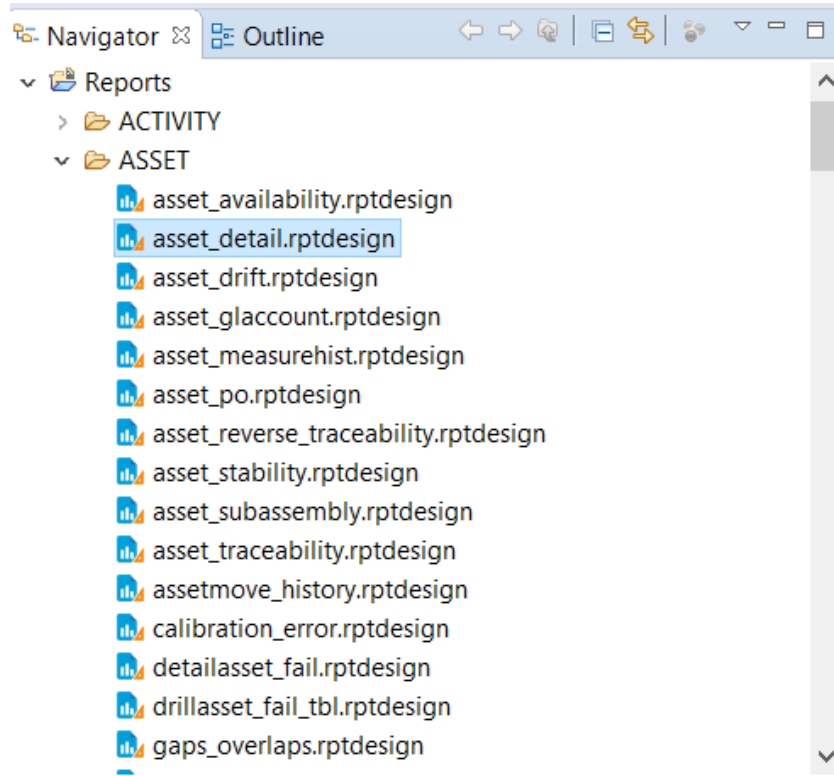 Navigator Outline
Reports
ACTIVITY
ASSET
asset_availability.rptdesign
asset_detail.rptdesign
asset_drift.rptdesign
asset_glaccount.rptdesign
asset_measurehist.rptdesign
asset_po.rptdesign
asset_reverse_traceability.rptdesign
asset_stability.rptdesign
asset_subassembly.rptdesign
asset_traceability.rptdesign
assetmove_history.rptdesign
calibration_error.rptdesign
detailasset_fail.rptdesign
drillasset_fail_tbl.rptdesign
gaps_overlaps.rptdesign